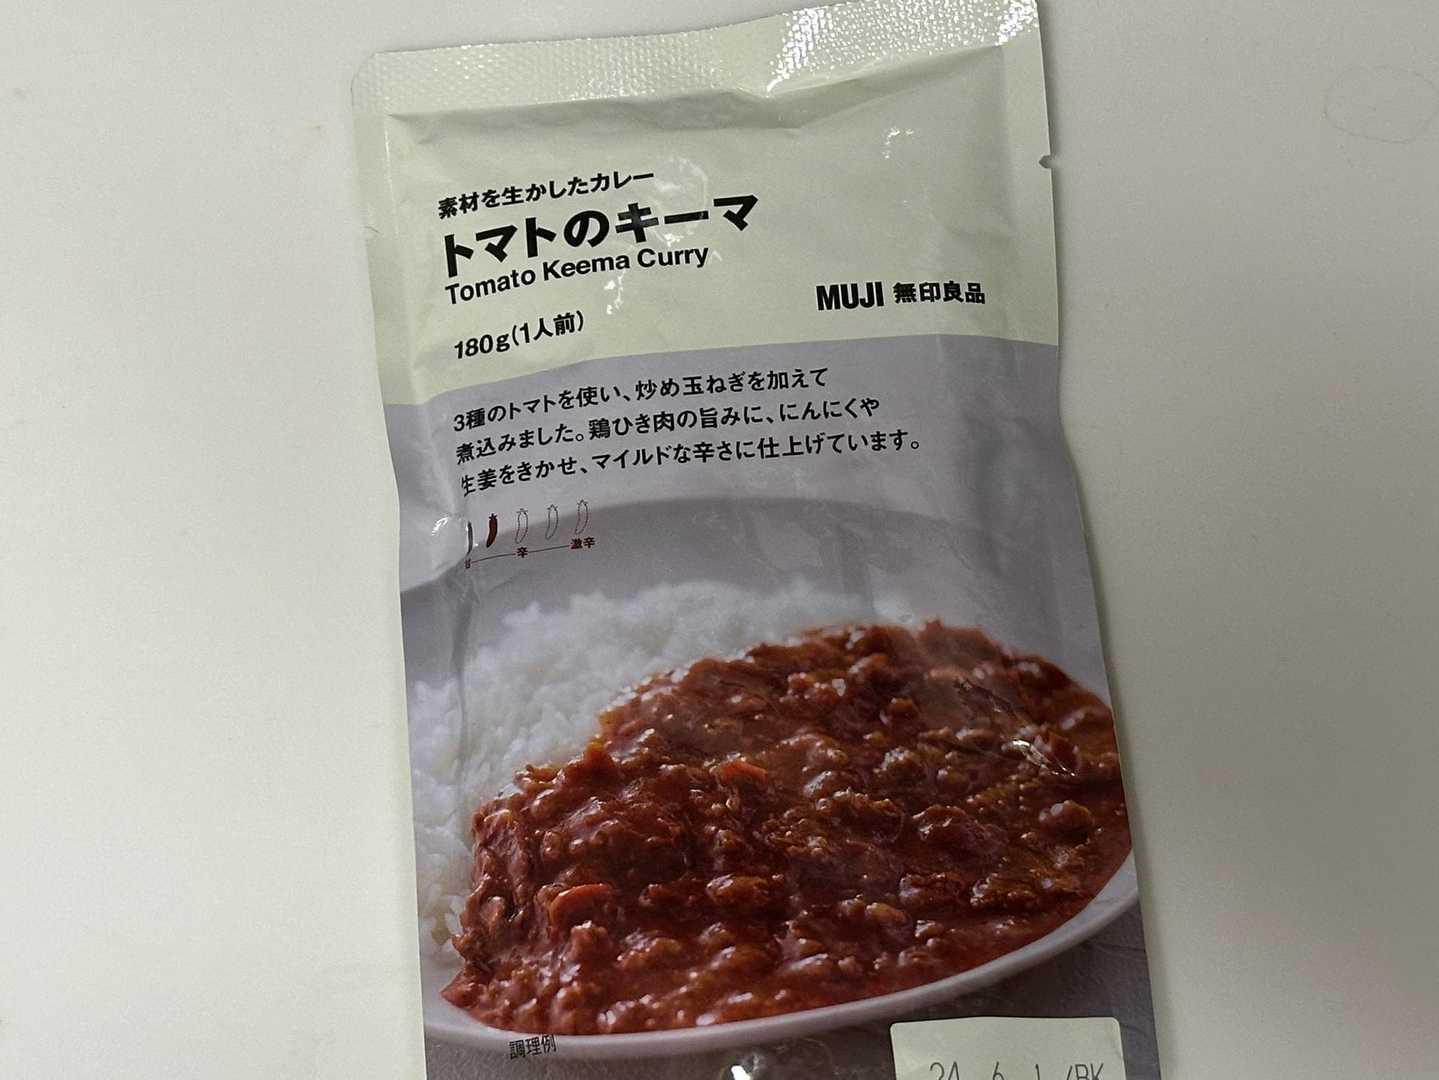 素材を生かしたカレー
トマトのキーマ
Tomato Keema Curry
180g(1人前)
MUJI 無印良品
3種のトマトを使い、炒め玉ねぎを加えて
煮込みました。鶏ひき肉の旨みに、にんにくや
生姜をきかせ、マイルドな辛さに仕上げています。
辛 激辛
調理例
24. 6. 1 /BK